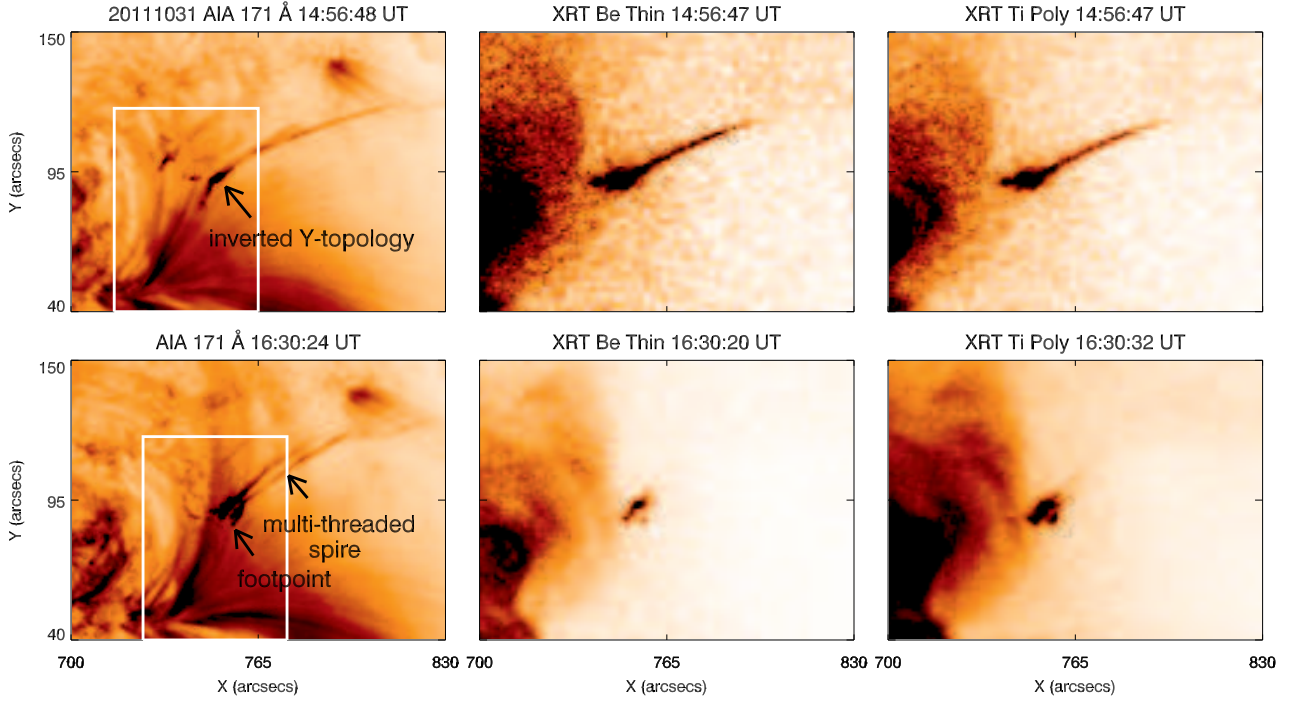 20111031 AIA 171 Å 14:56:48 UT
XRT Be Thin 14:56:47 UT
XRT Ti Poly 14:56:47 UT
150
95
40
Y (arcsecs)
inverted Y-topology
AIA 171 Å 16:30:24 UT
XRT Be Thin 16:30:20 UT
XRT Ti Poly 16:30:32 UT
150
95
40
Y (arcsecs)
multi-threaded
spire
footpoint
700 765 830 700 765 830 700 765 830
X (arcsecs) X (arcsecs) X (arcsecs)